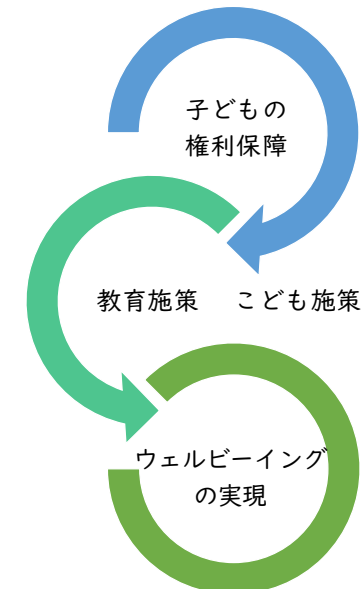 子どもの
権利保障
教育施策　こども施策
ウェルビーイング
の実現